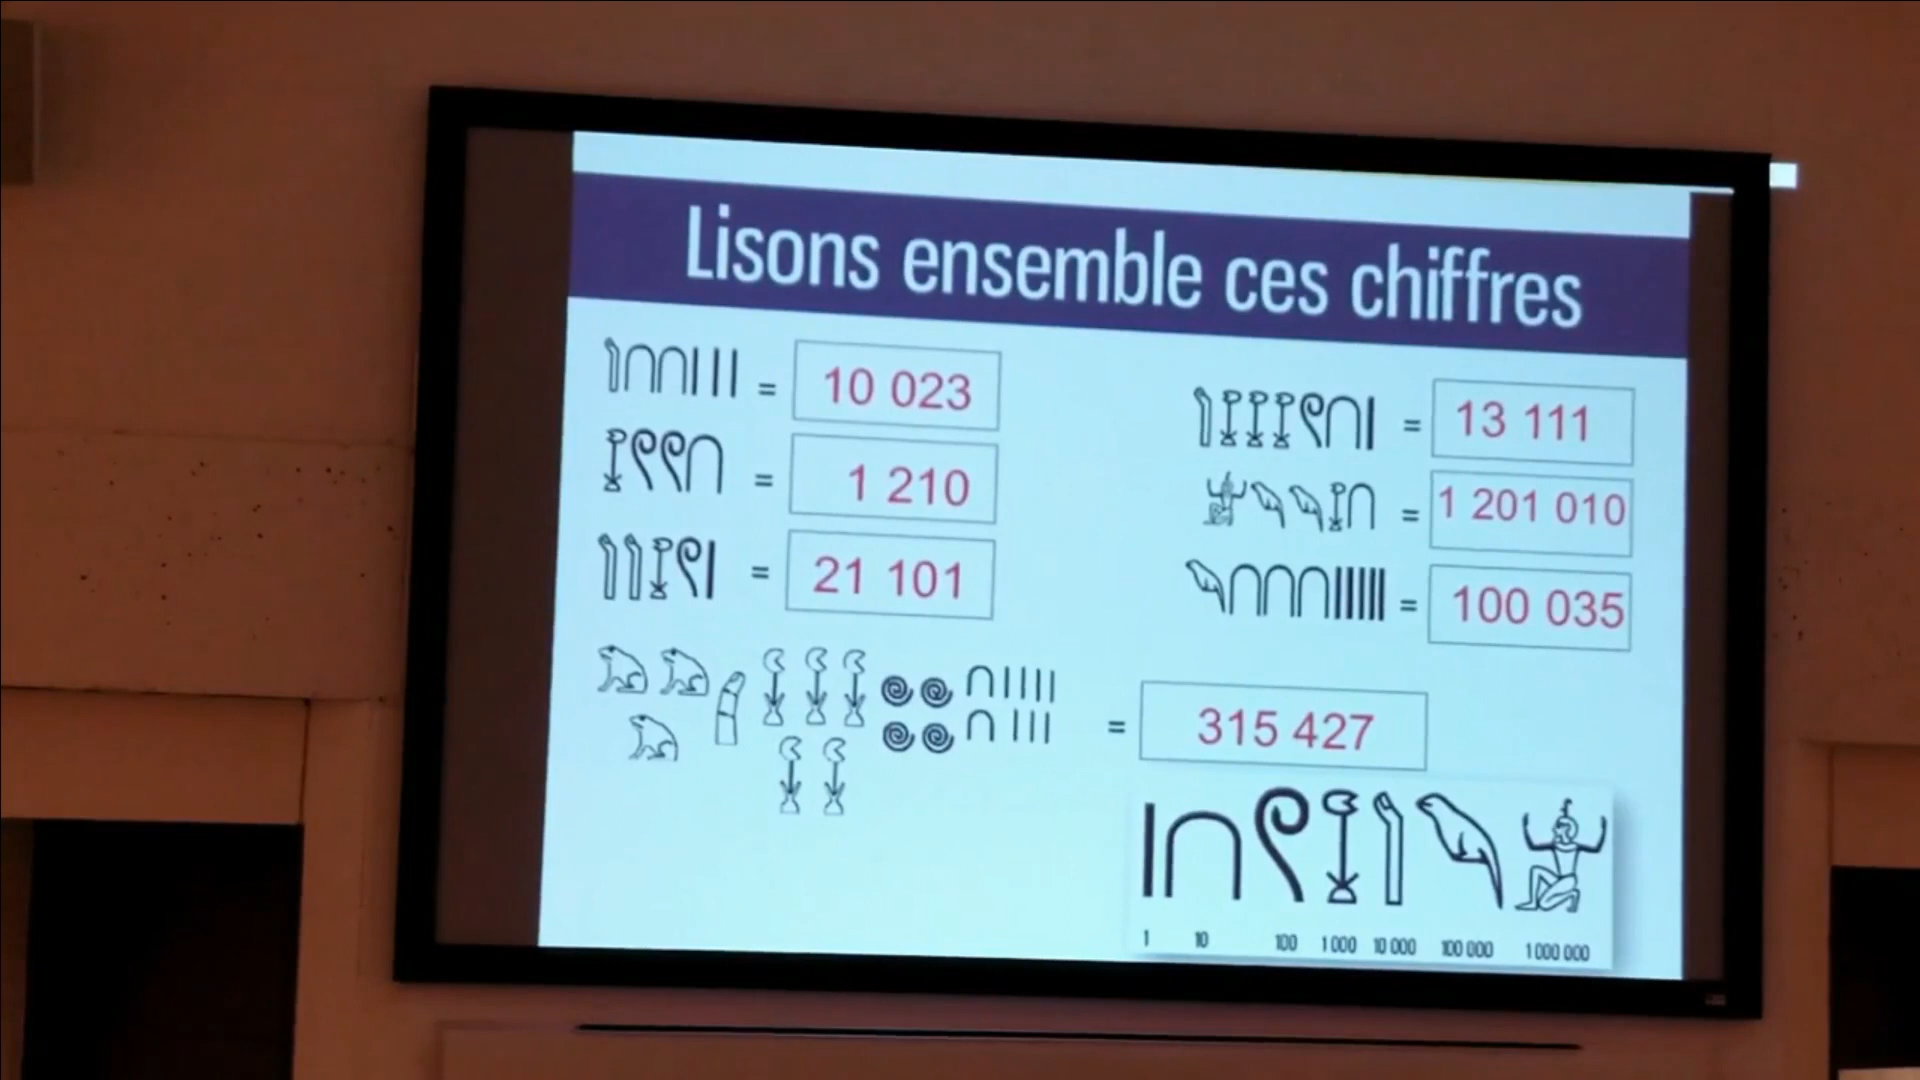 Lisons ensemble ces chiffres
= 10 023
= 1 210
= 21 101
= 13 111
= 1 201 010
= 100 035
= 315 427
1 10 100 1 000 10 000 100 000 1 000 000